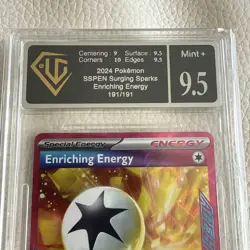 Centering : 9 Surface : 9.5
Corners : 10 Edges : 9.5
Mint +
2024 Pokémon
SSPEN Surging Sparks
Enriching Energy
191/191
9.5
Special Energy ENERGY
Enriching Energy